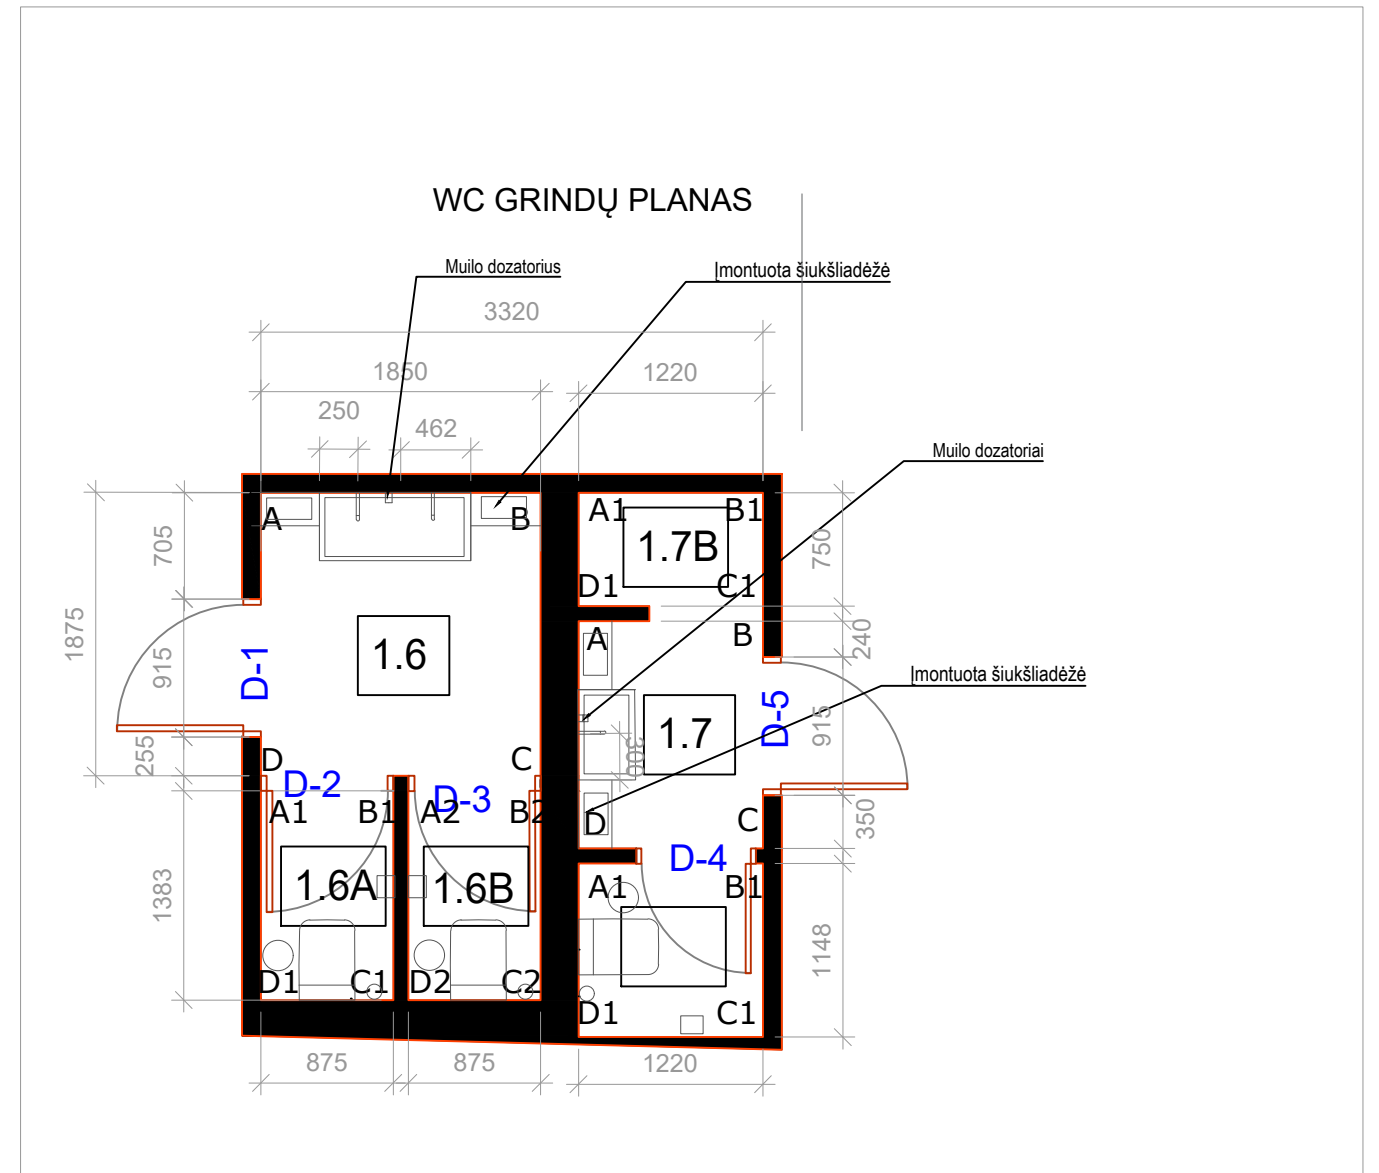 WC GRINDŲ PLANAS
Muilo dozatorius
Įmontuota šiukšliadėžė
3320
1850
1220
250
462
Muilo dozatoriai
A
B
A1
B1
1.7B
705
750
D1
C1
A
B
240
1875
1.6
915
D-1
Įmontuota šiukšliadėžė
1.7
D-5
915
300
255
D
C
D-2
D-3
A1
B1
A2
B2
D
C
350
D-4
1383
1.6A
1.6B
A1
B1
1148
D1
C1
D2
C2
D1
C1
875
875
1220